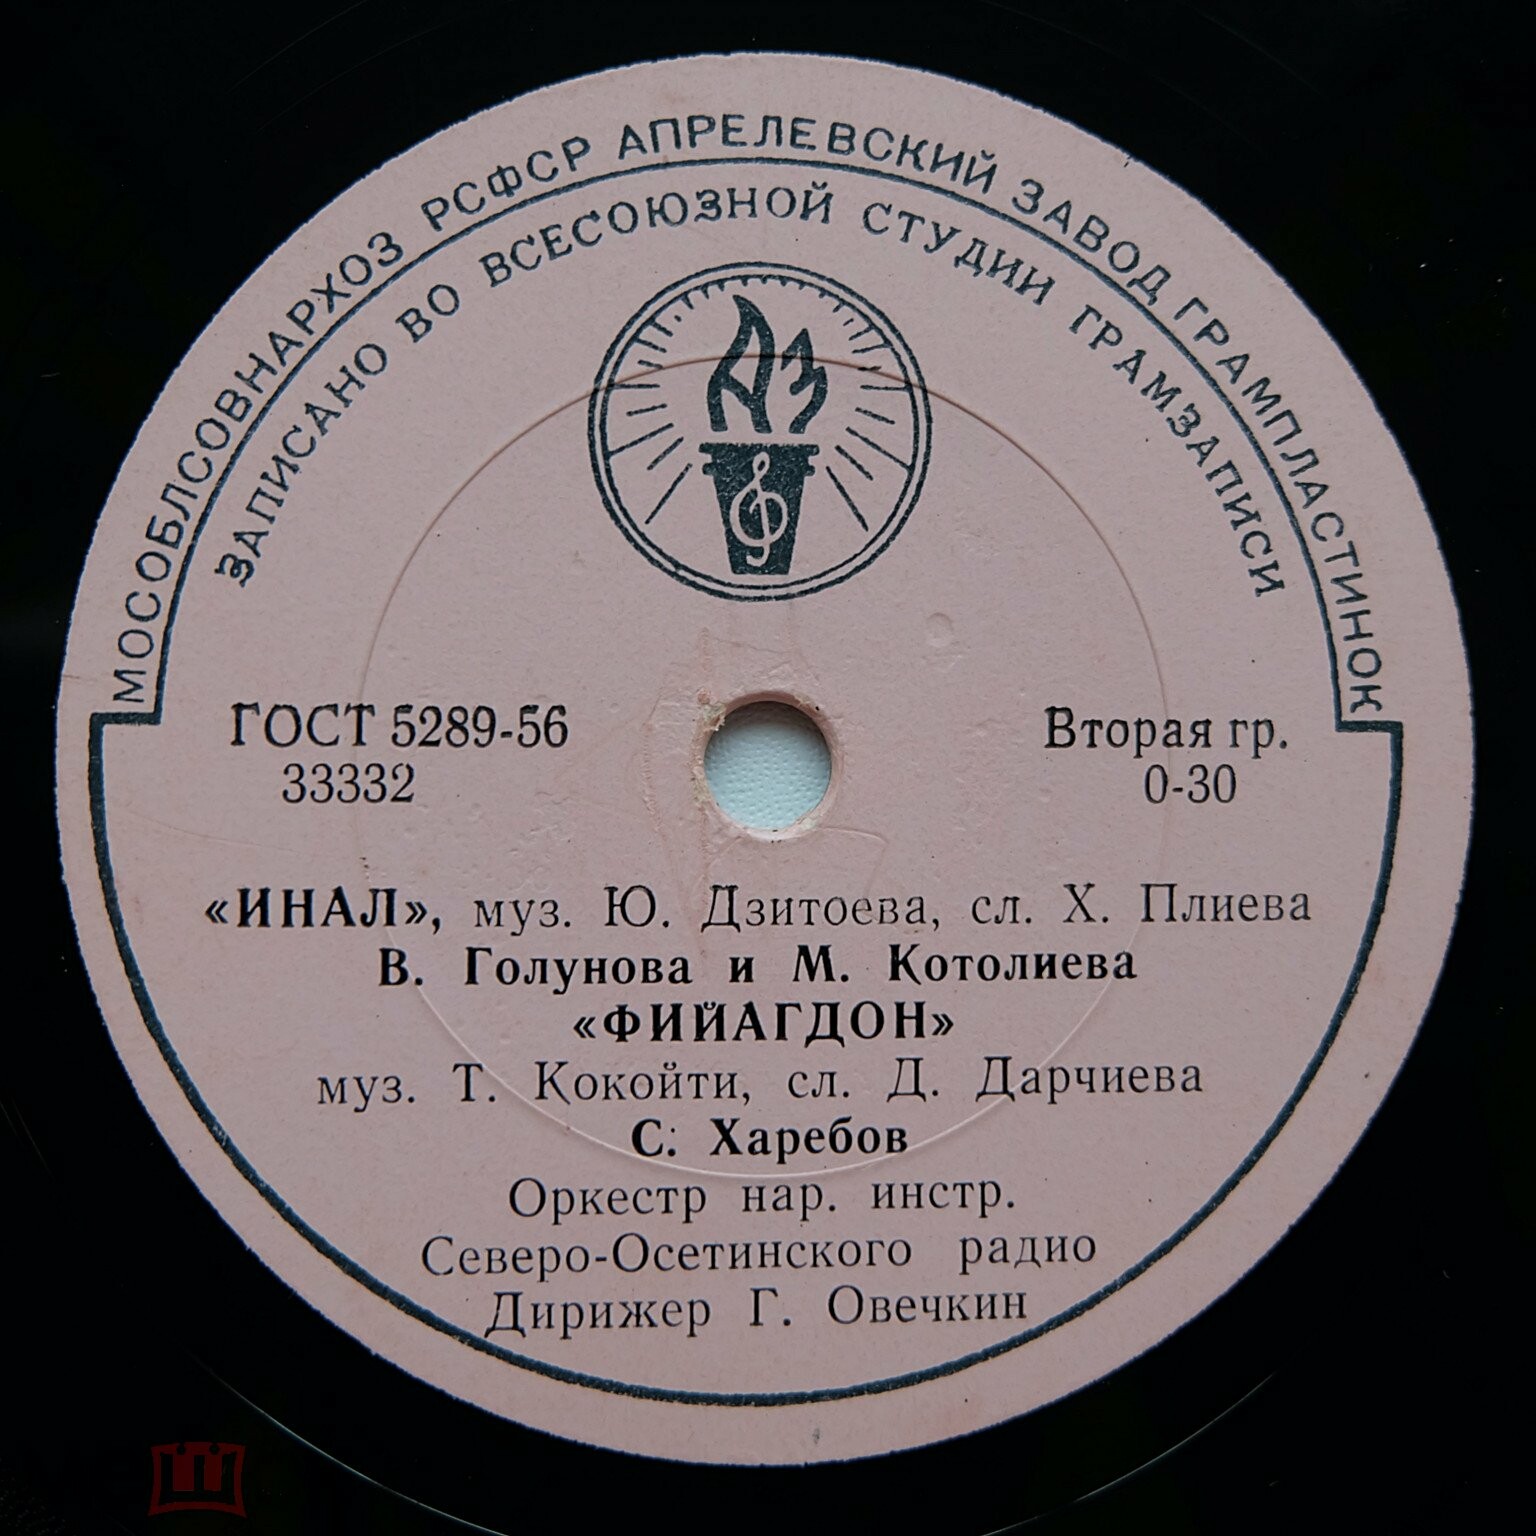 МОСОБЛСОВНАРХОЗ РСФСР АПРЕЛЕВСКИЙ ЗАВОД ГРАМПЛАСТИНОК
ЗАПИСАНО ВО ВСЕСОЮЗНОЙ СТУДИИ ГРАМЗАПИСИ
АЗ
ГОСТ 5289-56
33332
Вторая гр.
0-30
«ИНАЛ», муз. Ю. Дзитоева, сл. Х. Плиева
В. Голунова и М. Котолиева
«ФИЙАГДОН»
муз. Т. Кокойти, сл. Д. Дарчиева
С. Харебов
Оркестр нар. инстр.
Северо-Осетинского радио
Дирижер Г. Овечкин